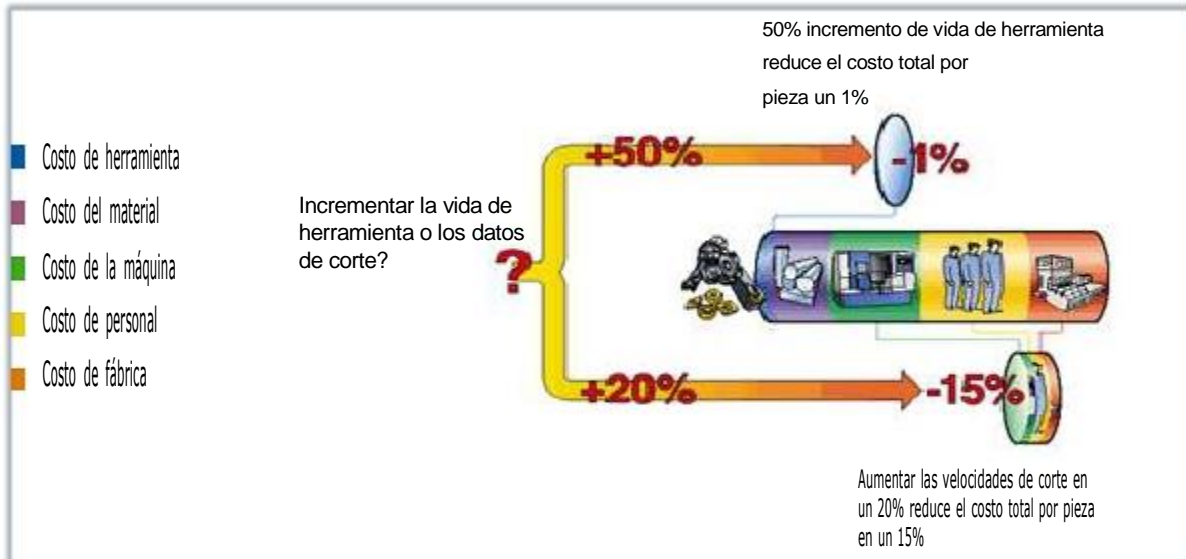 50% incremento de vida de herramienta
reduce el costo total por
pieza un 1%
+50%
-1%
Costo de herramienta
Costo del material
Costo de la máquina
Costo de personal
Costo de fábrica
Incrementar la vida de
herramienta o los datos
de corte?
?
+20%
-15%
Aumentar las velocidades de corte en
un 20% reduce el costo total por pieza
en un 15%